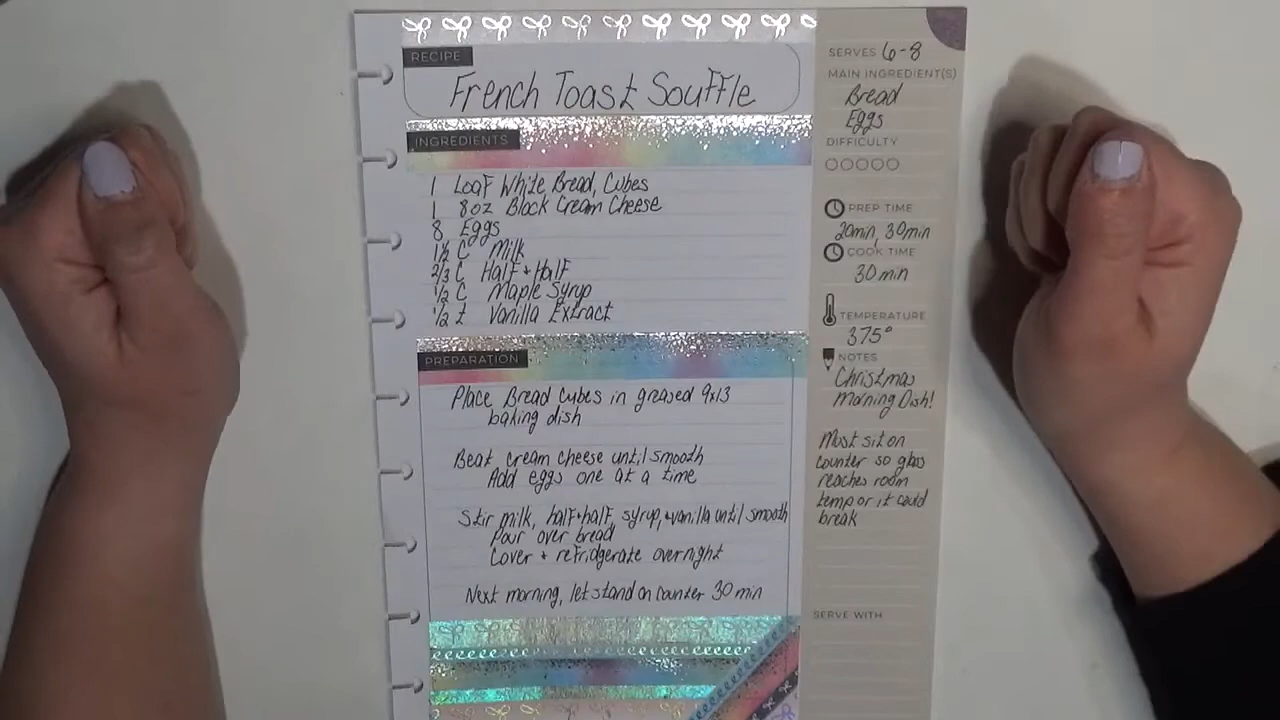 RECIPE
French Toast Souffle
INGREDIENTS
1 Loaf White Bread, Cubes
1 8oz Block Cream Cheese
8 Eggs
1½ C Milk
2/3 C Half + Half
1/2 C Maple Syrup
1/2 t Vanilla Extract
PREPARATION
Place Bread Cubes in greased 9x13
baking dish
Beat cream cheese until smooth
Add eggs one at a time
Stir milk, half+half, syrup, +vanilla until smooth
Pour over bread
Cover + refridgerate overnight
Next morning, let stand on counter 30 min
SERVES 6-8
MAIN INGREDIENT(S)
Bread
Eggs
DIFFICULTY
PREP TIME
20min, 30min
COOK TIME
30 min
TEMPERATURE
375°
NOTES
Christmas
Morning Dish!
Must sit on
counter so glass
reaches room
temp or it could
break
SERVE WITH